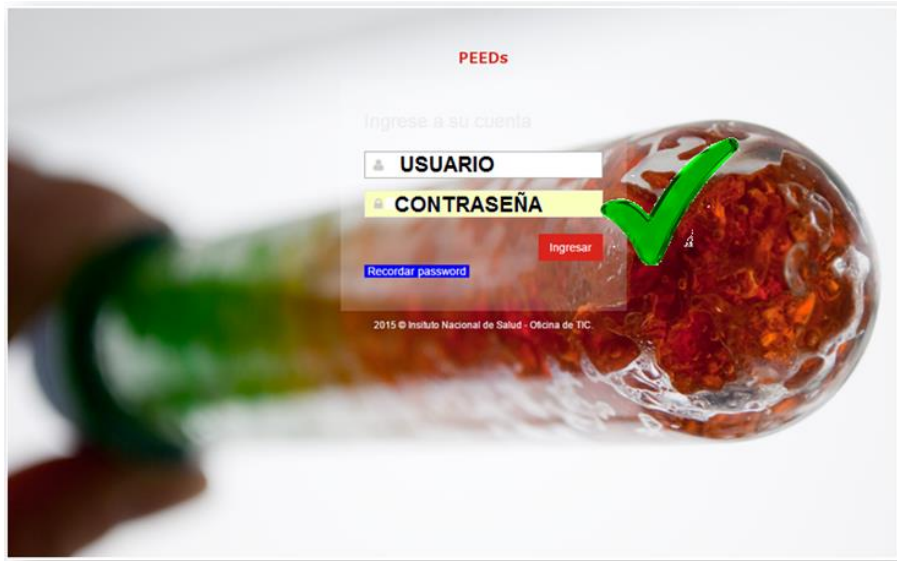 PEEDs
Ingrese a su cuenta
USUARIO
CONTRASEÑA
Ingresar
Recordar password
2015 © Insituto Nacional de Salud - Oficina de TIC.